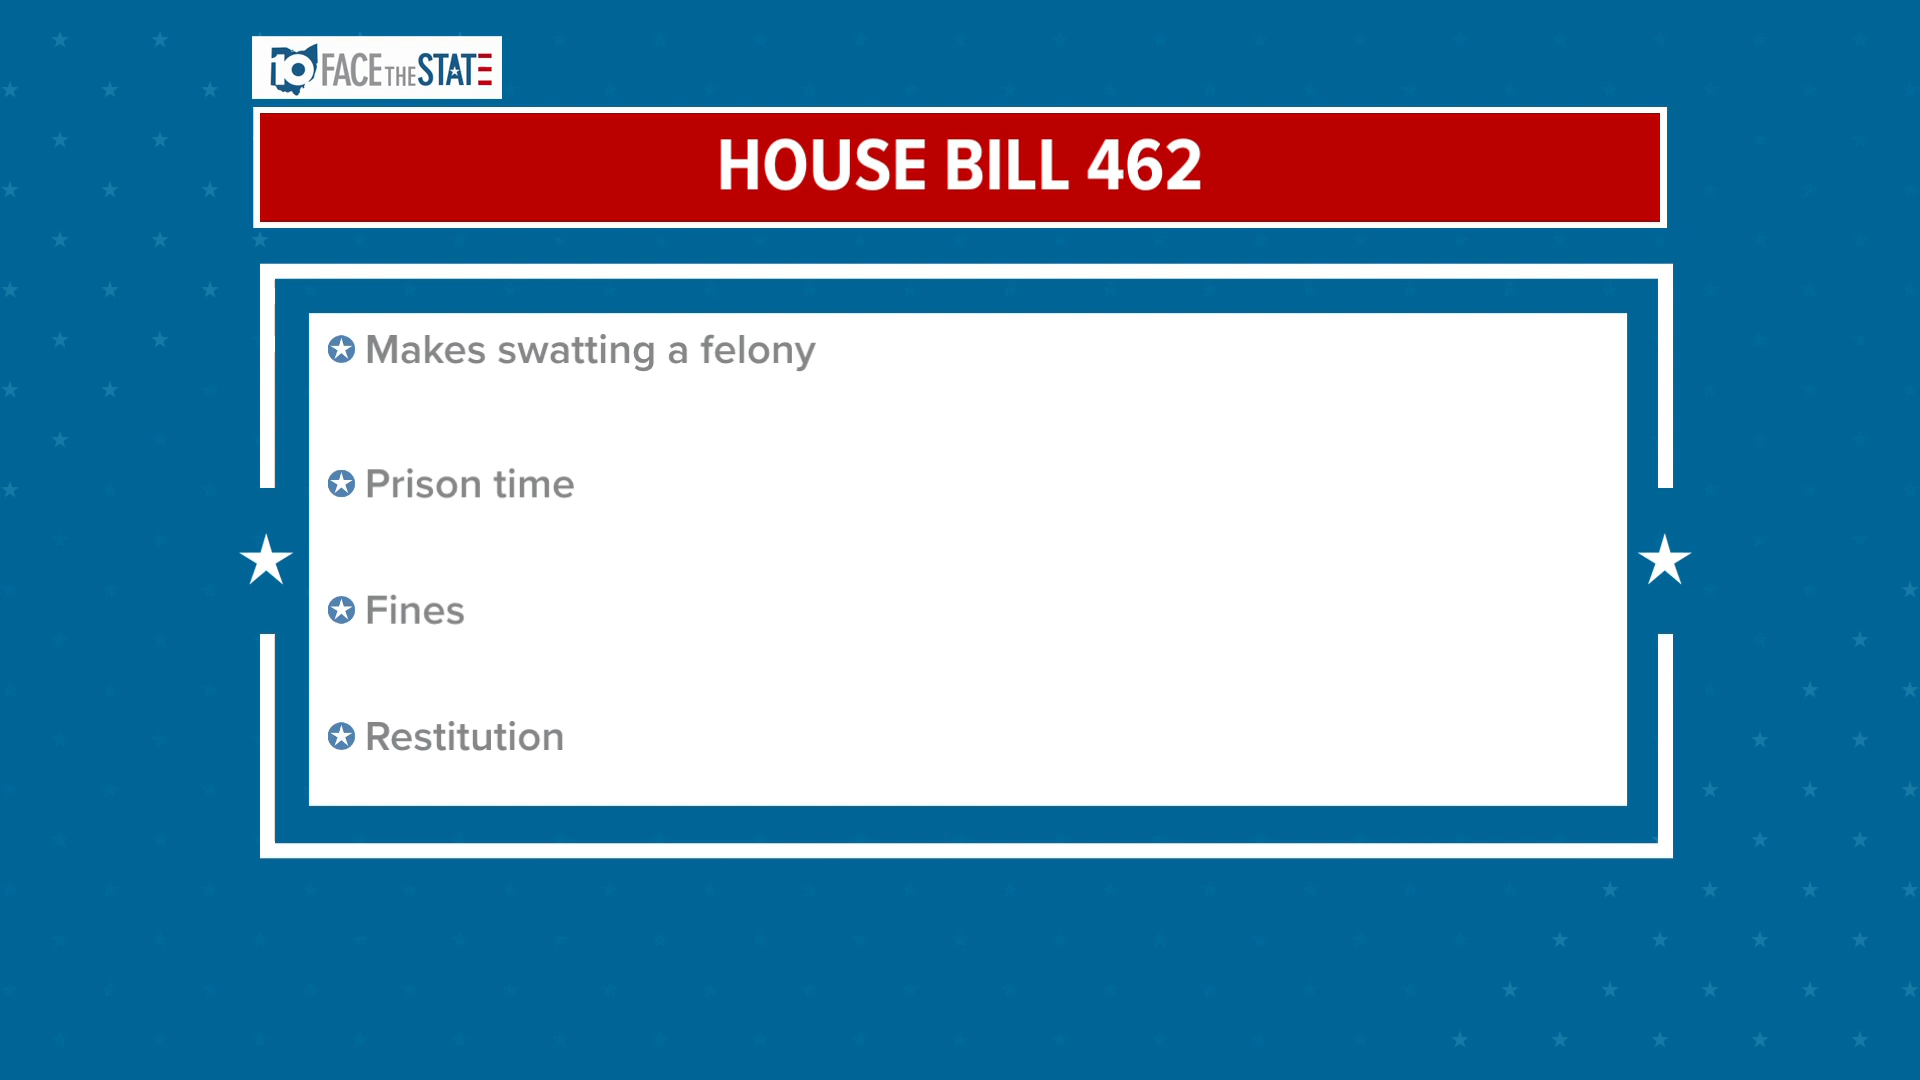 10 FACE THE STATE
HOUSE BILL 462
Makes swatting a felony
Prison time
Fines
Restitution